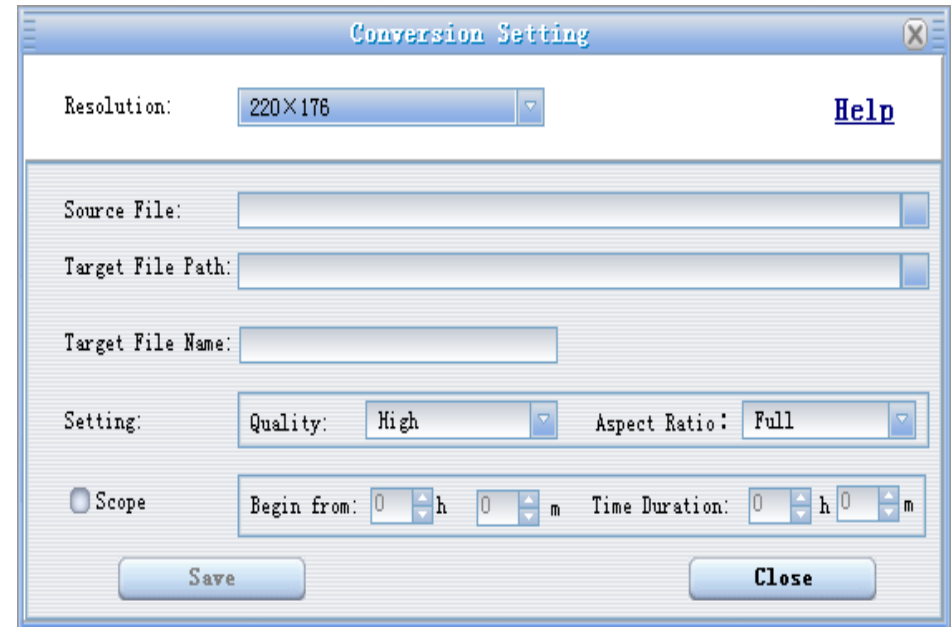 Conversion Setting
Resolution: 220×176 Help
Source File:
Target File Path:
Target File Name:
Setting: Quality: High Aspect Ratio: Full
Scope Begin from: 0 h 0 m Time Duration: 0 h 0 m
Save Close